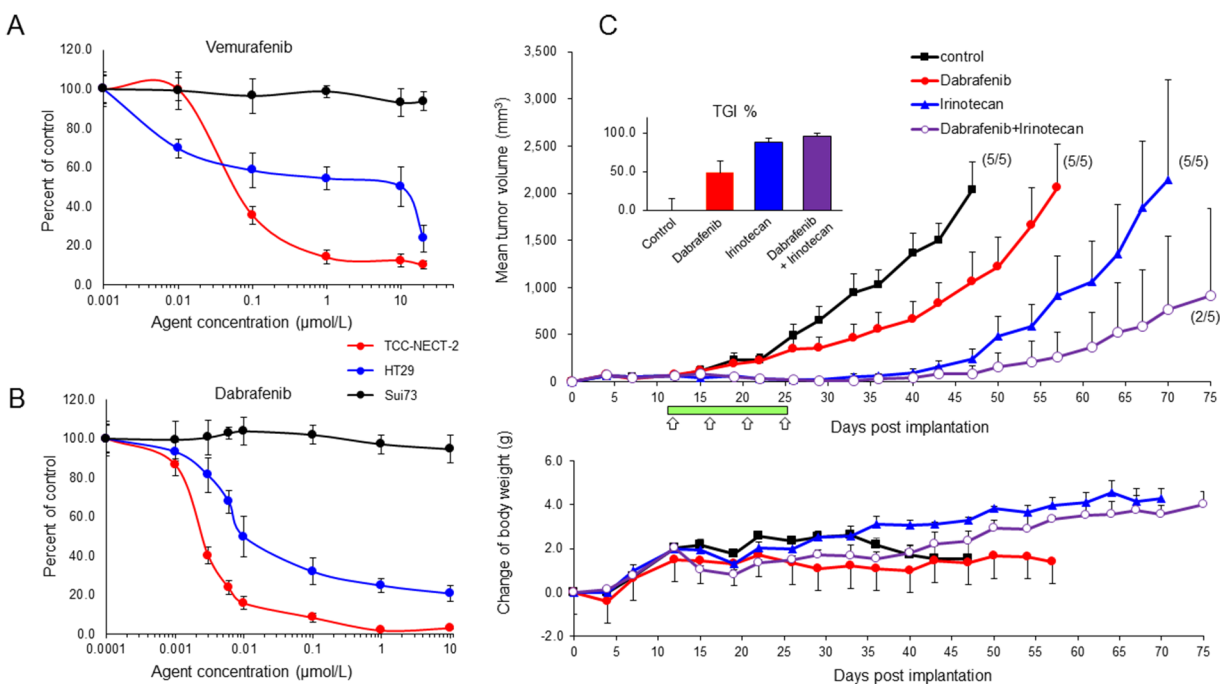 A
Vemurafenib
120.0
100.0
80.0
60.0
40.0
20.0
0.0
Percent of control
0.001 0.01 0.1 1 10
Agent concentration (µmol/L)
TCC-NECT-2
HT29
Sui73
B
Dabrafenib
120.0
100.0
80.0
60.0
40.0
20.0
0.0
Percent of control
0.0001 0.001 0.01 0.1 1 10
Agent concentration (µmol/L)
C
3,500
3,000
2,500
2,000
1,500
1,000
500
0
Mean tumor volume (mm³)
control
Dabrafenib
Irinotecan
Dabrafenib+Irinotecan
TGI %
100.0
50.0
0.0
Control
Dabrafenib
Irinotecan
Dabrafenib
+ Irinotecan
(5/5)
(5/5)
(5/5)
(2/5)
0 5 10 15 20 25 30 35 40 45 50 55 60 65 70 75
Days post implantation
6.0
4.0
2.0
0.0
-2.0
Change of body weight (g)
0 5 10 15 20 25 30 35 40 45 50 55 60 65 70 75
Days post implantation